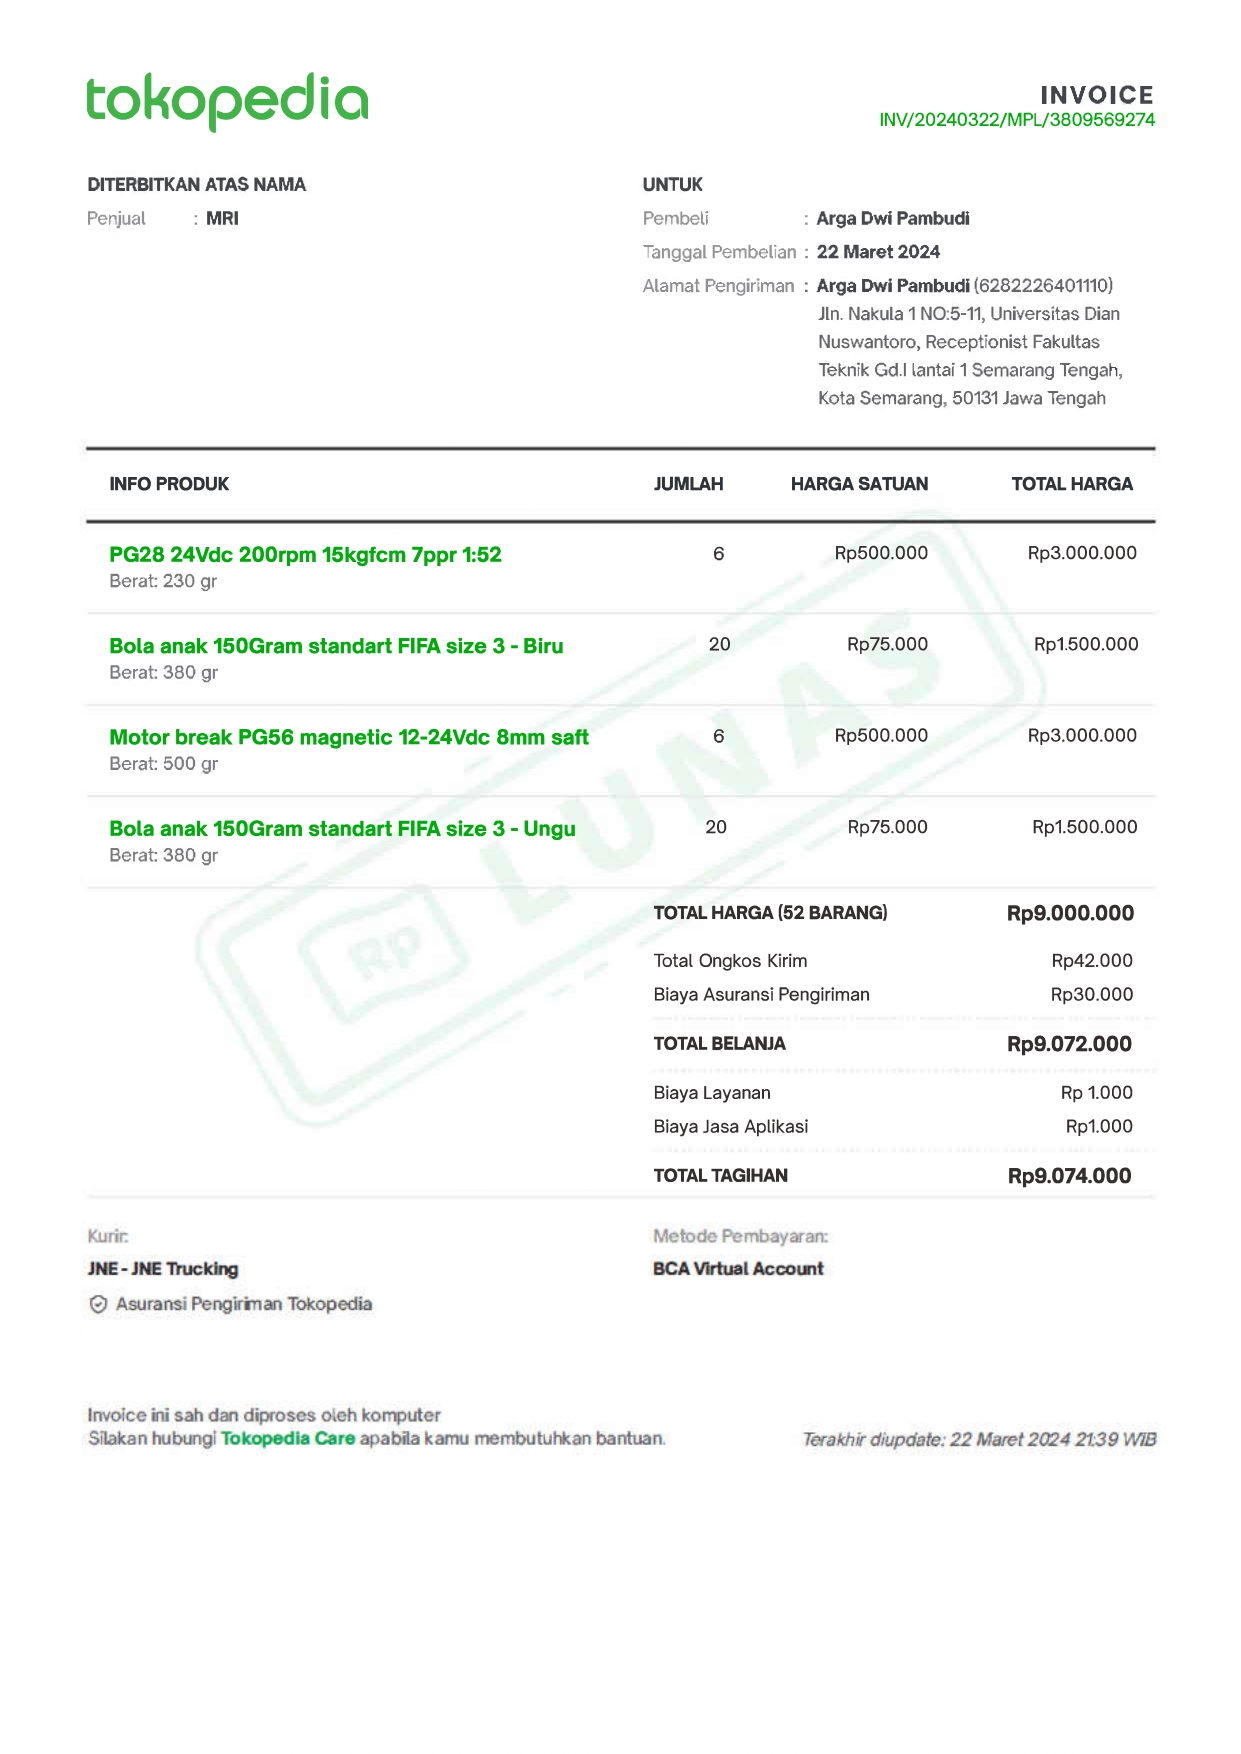 tokopedia
INVOICE
INV/20240322/MPL/3809569274
DITERBITKAN ATAS NAMA
Penjual : MRI
UNTUK
Pembeli : Arga Dwi Pambudi
Tanggal Pembelian : 22 Maret 2024
Alamat Pengiriman : Arga Dwi Pambudi (6282226401110)
Jln. Nakula 1 NO:5-11, Universitas Dian
Nuswantoro, Receptionist Fakultas
Teknik Gd.I lantai 1 Semarang Tengah,
Kota Semarang, 50131 Jawa Tengah
INFO PRODUK JUMLAH HARGA SATUAN TOTAL HARGA
PG28 24Vdc 200rpm 15kgfcm 7ppr 1:52 6 Rp500.000 Rp3.000.000
Berat: 230 gr
Bola anak 150Gram standart FIFA size 3 - Biru 20 Rp75.000 Rp1.500.000
Berat: 380 gr
Motor break PG56 magnetic 12-24Vdc 8mm saft 6 Rp500.000 Rp3.000.000
Berat: 500 gr
Bola anak 150Gram standart FIFA size 3 - Ungu 20 Rp75.000 Rp1.500.000
Berat: 380 gr
RP LUNAS
TOTAL HARGA (52 BARANG) Rp9.000.000
Total Ongkos Kirim Rp42.000
Biaya Asuransi Pengiriman Rp30.000
TOTAL BELANJA Rp9.072.000
Biaya Layanan Rp 1.000
Biaya Jasa Aplikasi Rp1.000
TOTAL TAGIHAN Rp9.074.000
Kurir:
JNE - JNE Trucking
Asuransi Pengiriman Tokopedia
Metode Pembayaran:
BCA Virtual Account
Invoice ini sah dan diproses oleh komputer
Silakan hubungi Tokopedia Care apabila kamu membutuhkan bantuan.
Terakhir diupdate: 22 Maret 2024 21:39 WIB